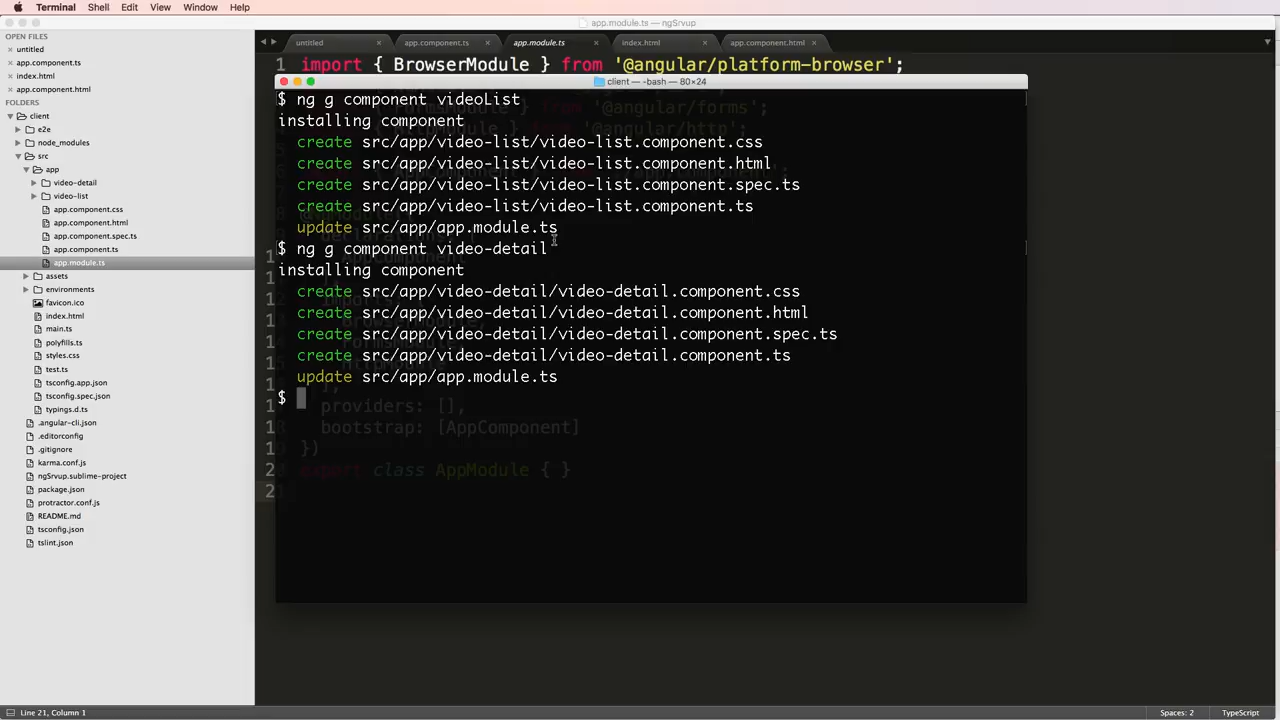 Terminal Shell Edit View Window Help
app.module.ts — ngSrvup
OPEN FILES
untitled
app.component.ts
index.html
app.component.html
FOLDERS
client
e2e
node_modules
src
app
video-detail
video-list
app.component.css
app.component.html
app.component.spec.ts
app.component.ts
app.module.ts
assets
environments
favicon.ico
index.html
main.ts
polyfills.ts
styles.css
test.ts
tsconfig.app.json
tsconfig.spec.json
typings.d.ts
.angular-cli.json
.editorconfig
.gitignore
karma.conf.js
ngSrvup.sublime-project
package.json
protractor.conf.js
README.md
tsconfig.json
tslint.json
untitled app.component.ts app.module.ts index.html app.component.html
1 import { BrowserModule } from '@angular/platform-browser';
client — -bash — 80×24
$ ng g component videoList
installing component
create src/app/video-list/video-list.component.css
create src/app/video-list/video-list.component.html
create src/app/video-list/video-list.component.spec.ts
create src/app/video-list/video-list.component.ts
update src/app/app.module.ts
$ ng g component video-detail
installing component
create src/app/video-detail/video-detail.component.css
create src/app/video-detail/video-detail.component.html
create src/app/video-detail/video-detail.component.spec.ts
create src/app/video-detail/video-detail.component.ts
update src/app/app.module.ts
$
providers: [],
bootstrap: [AppComponent]
})
export class AppModule { }
Line 21, Column 1
Spaces: 2 TypeScript